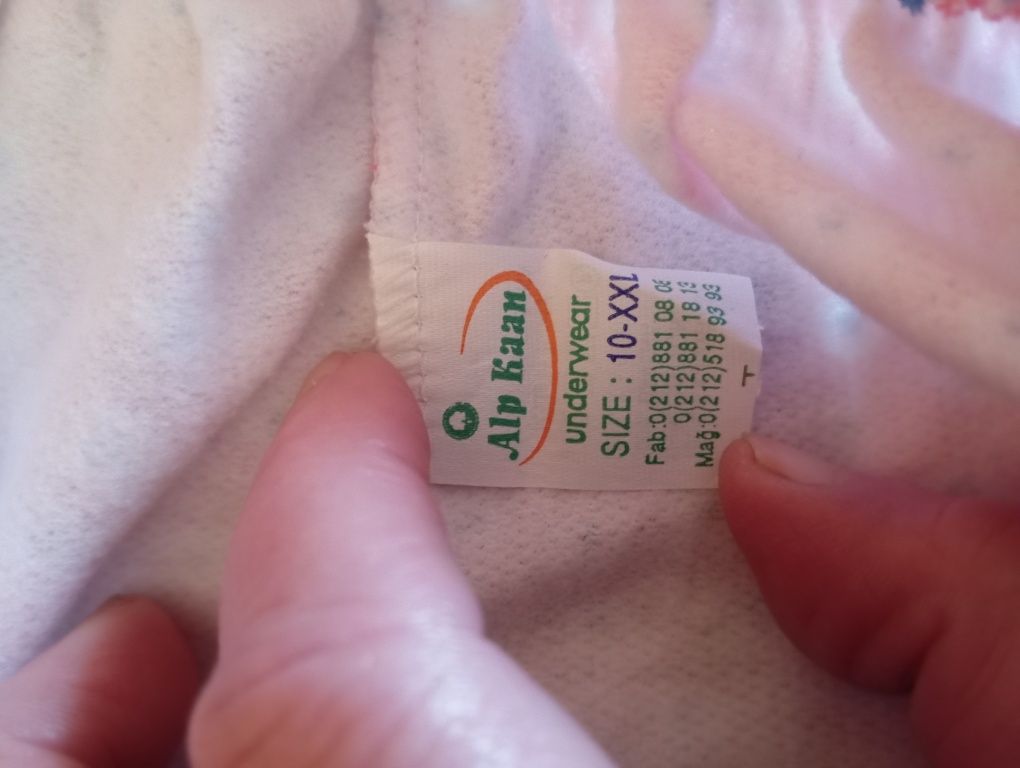 Alp Kaan
underwear
SIZE : 10-XXL
Fab:0(212)881 08
0(212)881 18 13
Mağ:0(212)518 93 93